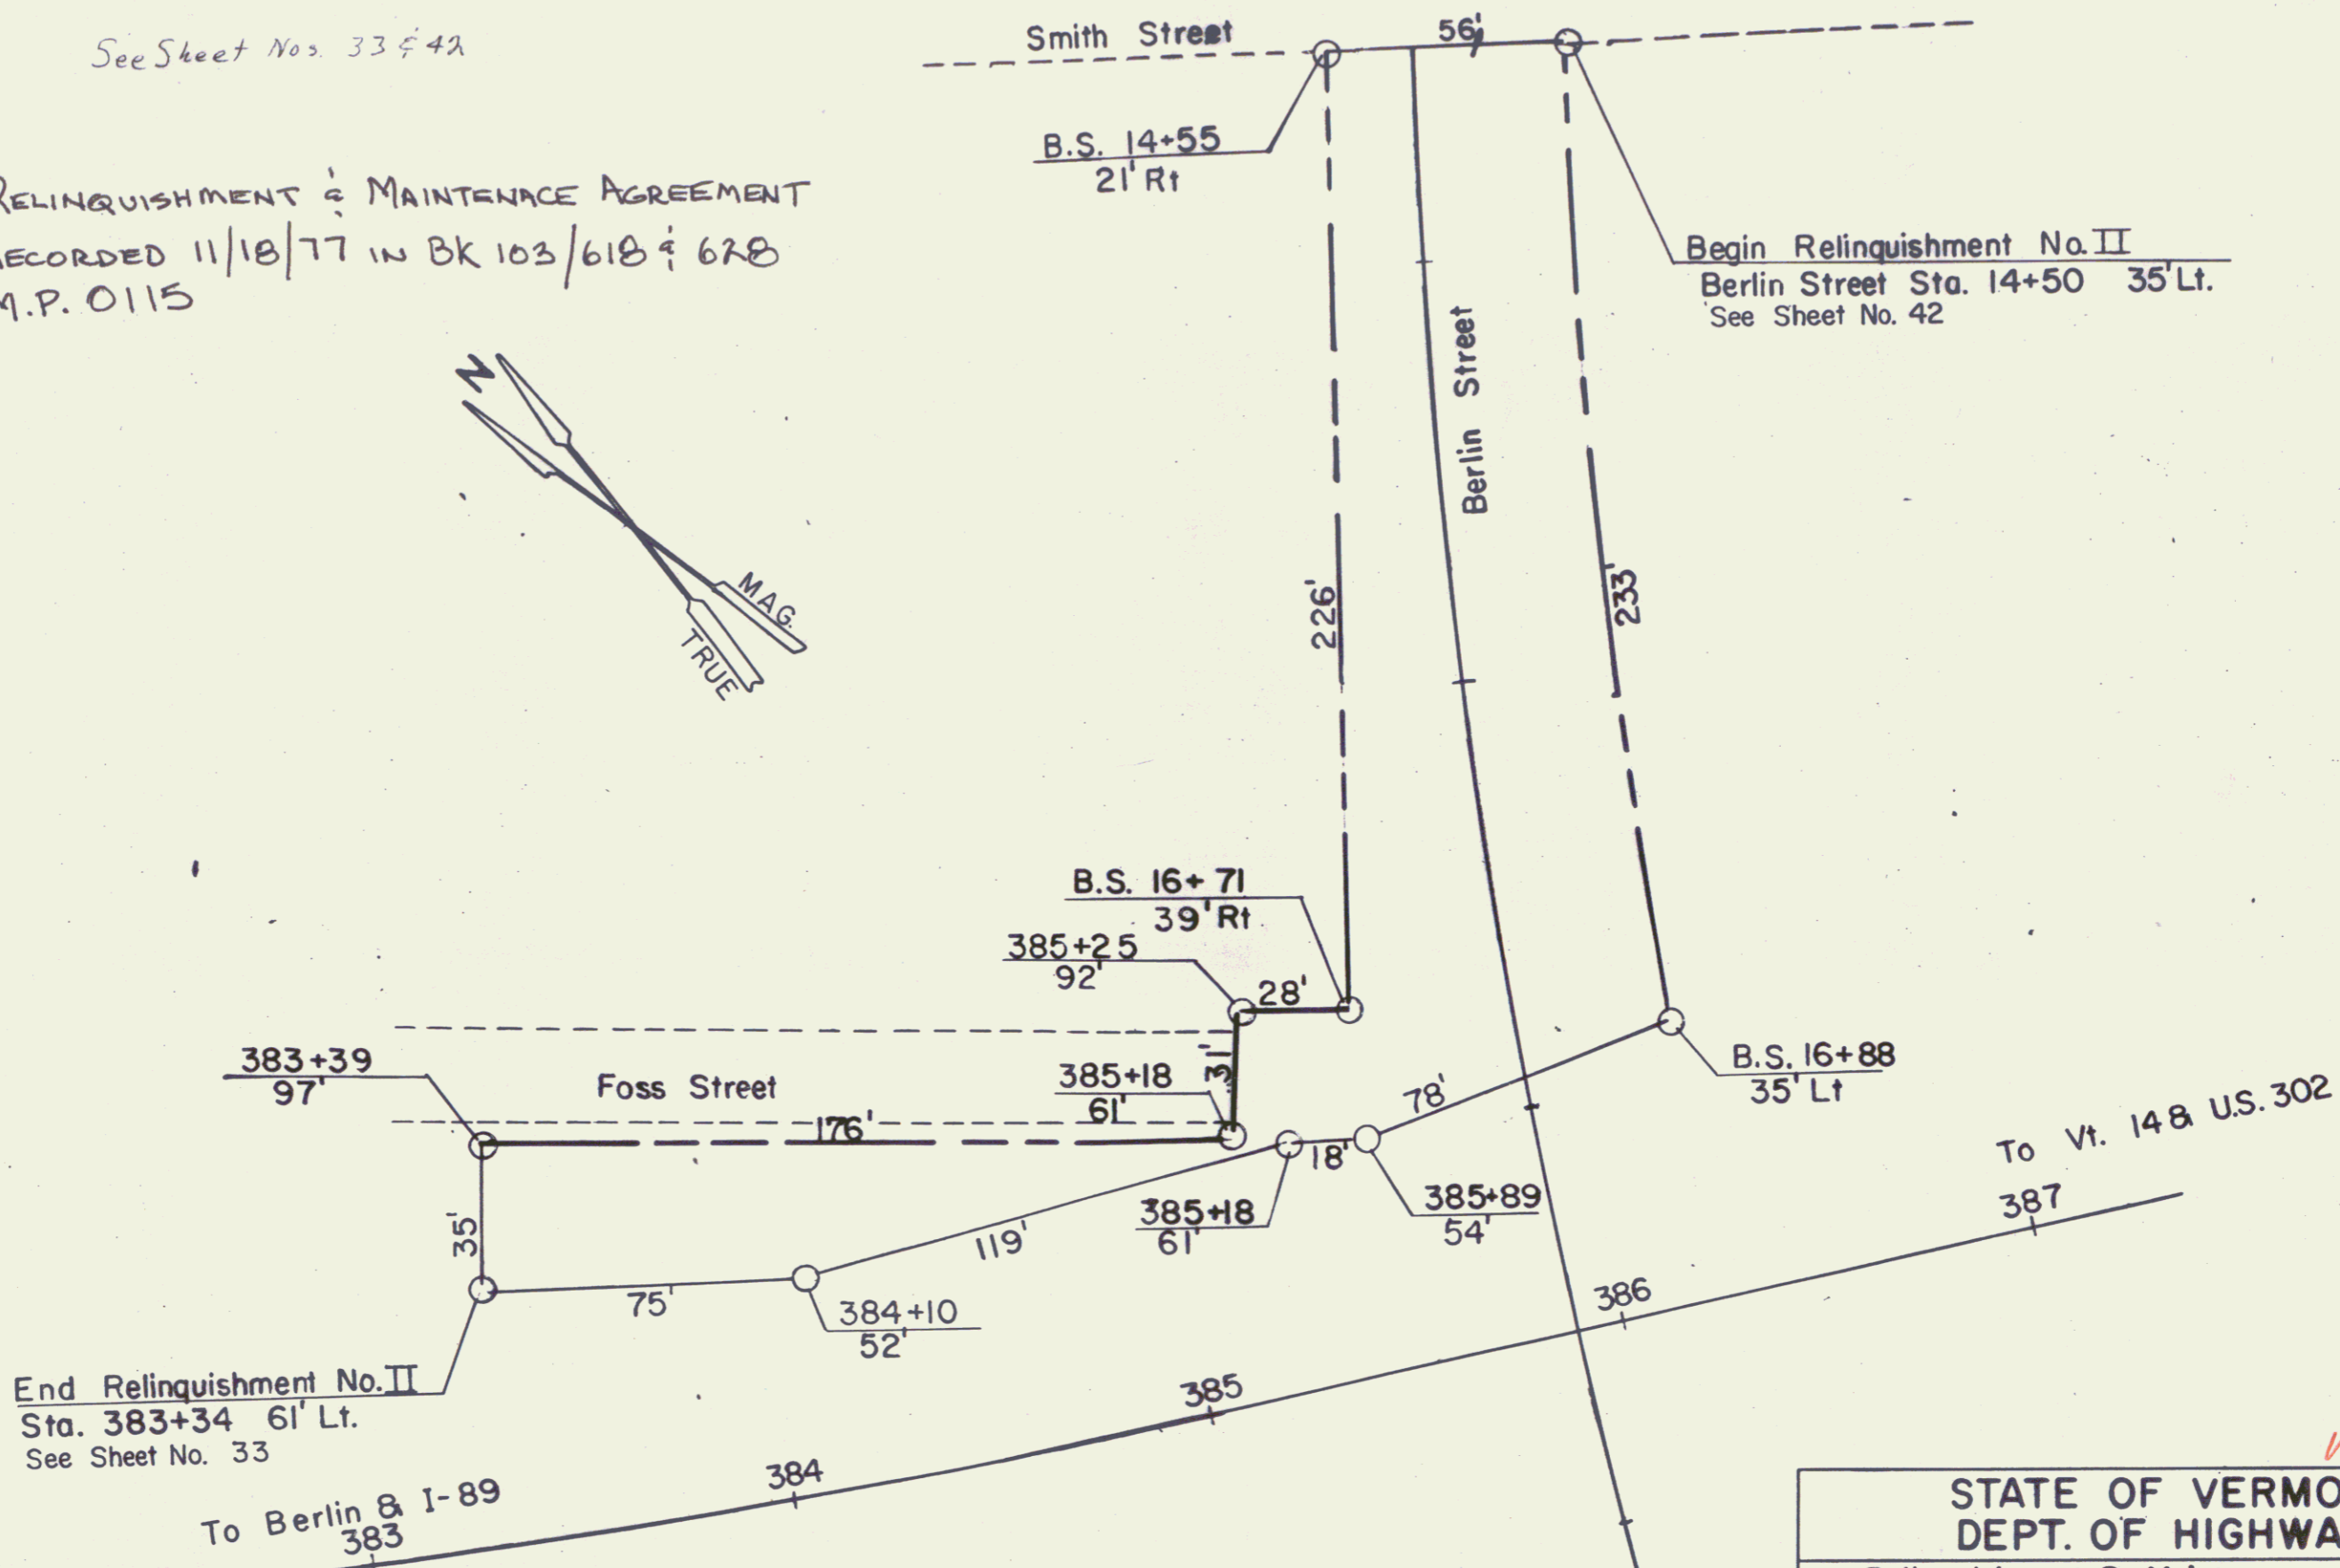 See Sheet Nos. 33 & 42
Smith Street
56'
B.S. 14+55
21' Rt
RELINQUISHMENT & MAINTENACE AGREEMENT
RECORDED 11/18/77 IN BK 103/618 & 628
M.P. 0115
Begin Relinquishment No. II
Berlin Street Sta. 14+50 35' Lt.
See Sheet No. 42
N
MAG.
TRUE
Berlin Street
226'
233'
B.S. 16+71
39' Rt
385+25
92'
28'
31'
383+39
97'
Foss Street
385+18
61'
176'
78'
B.S. 16+88
35' Lt
To Vt. 14 & U.S. 302
18'
385+18
61'
385+89
54'
387
35'
119'
75'
384+10
52'
386
End Relinquishment No. II
Sta. 383+34 61' Lt.
See Sheet No. 33
385
384
To Berlin & I-89
383
STATE OF VERMO
DEPT. OF HIGHWA